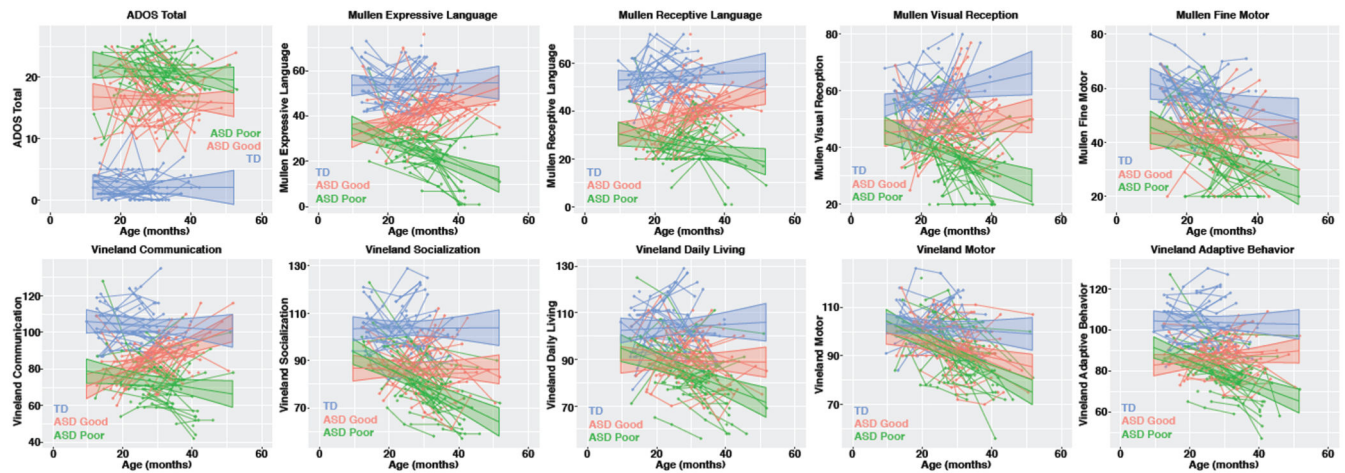 ADOS Total
ADOS Total
20
10
0
ASD Poor
ASD Good
TD
0 20 40 60
Age (months)
Mullen Expressive Language
Mullen Expressive Language
60
40
20
0
TD
ASD Good
ASD Poor
0 20 40 60
Age (months)
Mullen Receptive Language
Mullen Receptive Language
60
40
20
0
TD
ASD Good
ASD Poor
0 20 40 60
Age (months)
Mullen Visual Reception
Mullen Visual Reception
80
60
40
20
TD
ASD Good
ASD Poor
0 20 40 60
Age (months)
Mullen Fine Motor
Mullen Fine Motor
80
60
40
20
TD
ASD Good
ASD Poor
0 20 40 60
Age (months)
Vineland Communication
Vineland Communication
120
100
80
60
40
TD
ASD Good
ASD Poor
0 20 40 60
Age (months)
Vineland Socialization
Vineland Socialization
130
110
90
70
TD
ASD Good
ASD Poor
0 20 40 60
Age (months)
Vineland Daily Living
Vineland Daily Living
130
110
90
70
TD
ASD Good
ASD Poor
0 20 40 60
Age (months)
Vineland Motor
Vineland Motor
110
90
70
TD
ASD Good
ASD Poor
0 20 40 60
Age (months)
Vineland Adaptive Behavior
Vineland Adaptive Behavior
120
100
80
60
TD
ASD Good
ASD Poor
0 20 40 60
Age (months)